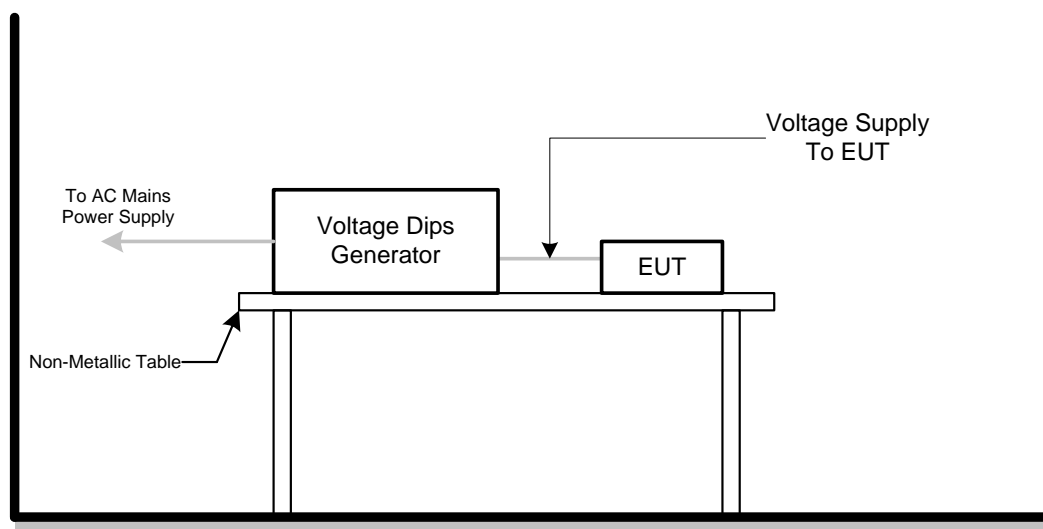 Voltage Supply
To EUT
To AC Mains
Power Supply
Voltage Dips
Generator
EUT
Non-Metallic Table